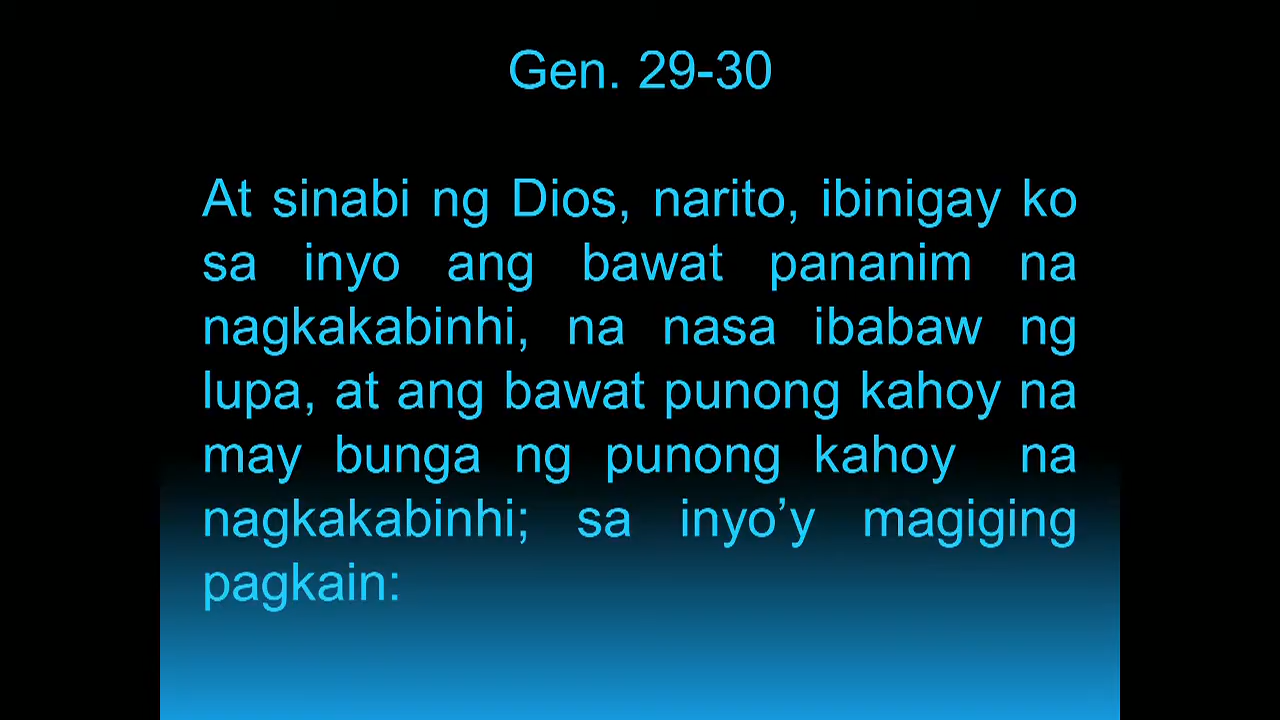 Gen. 29-30
At sinabi ng Dios, narito, ibinigay ko
sa inyo ang bawat pananim na
nagkakabinhi, na nasa ibabaw ng
lupa, at ang bawat punong kahoy na
may bunga ng punong kahoy na
nagkakabinhi; sa inyo’y magiging
pagkain: